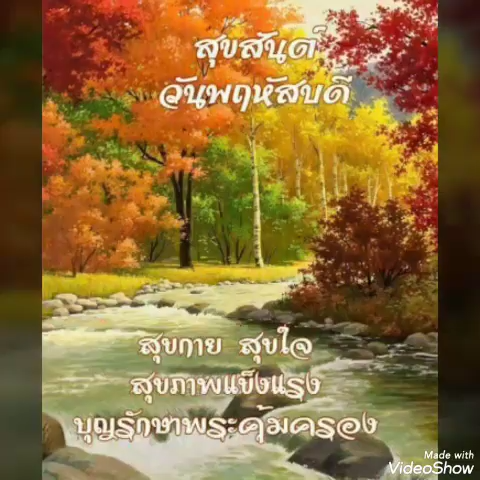 สุขสันต์
วันพฤหัสบดี
สุขกาย สุขใจ
สุขภาพแข็งแรง
บุญรักษาพระคุ้มครอง
Made with
VideoShow